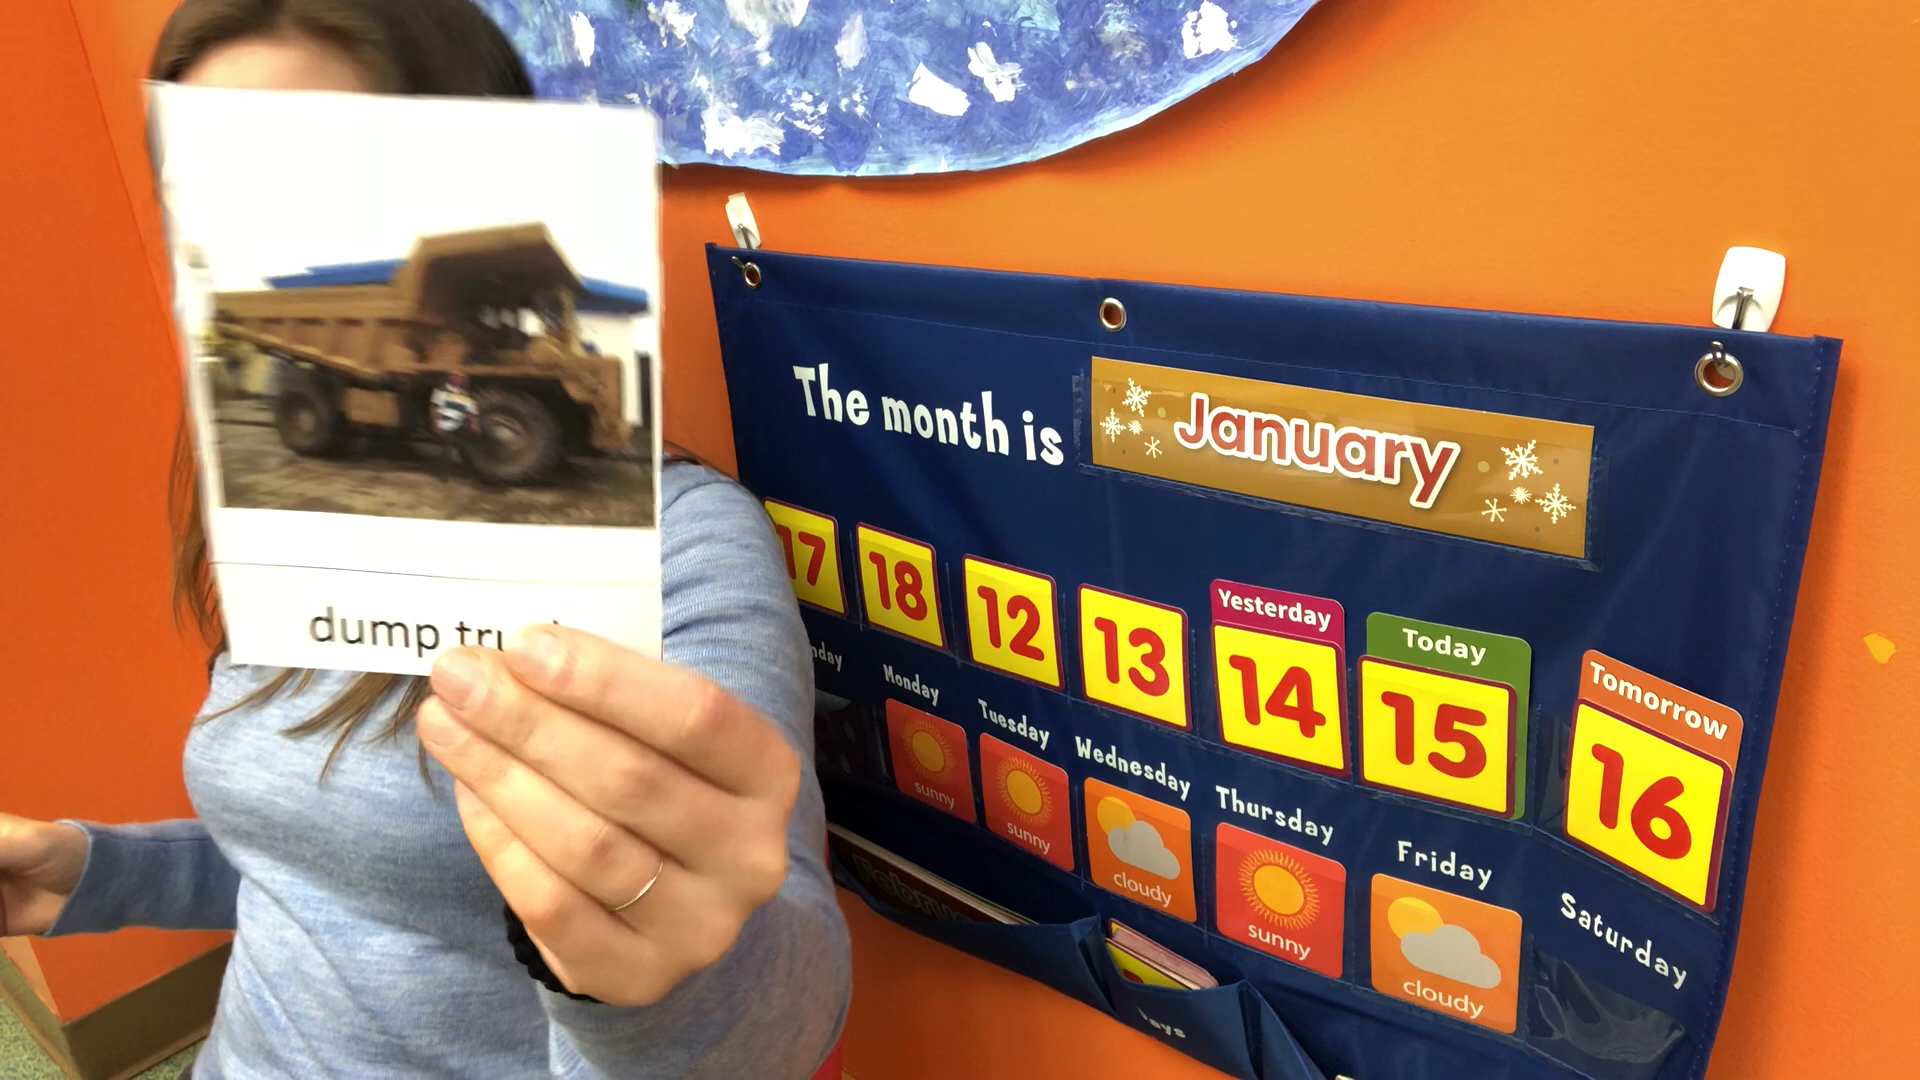 dump
The month is
January
17
18
12
13
Yesterday
14
Today
15
Tomorrow
16
Monday
Tuesday
Wednesday
Thursday
Friday
Saturday
sunny
sunny
cloudy
sunny
cloudy